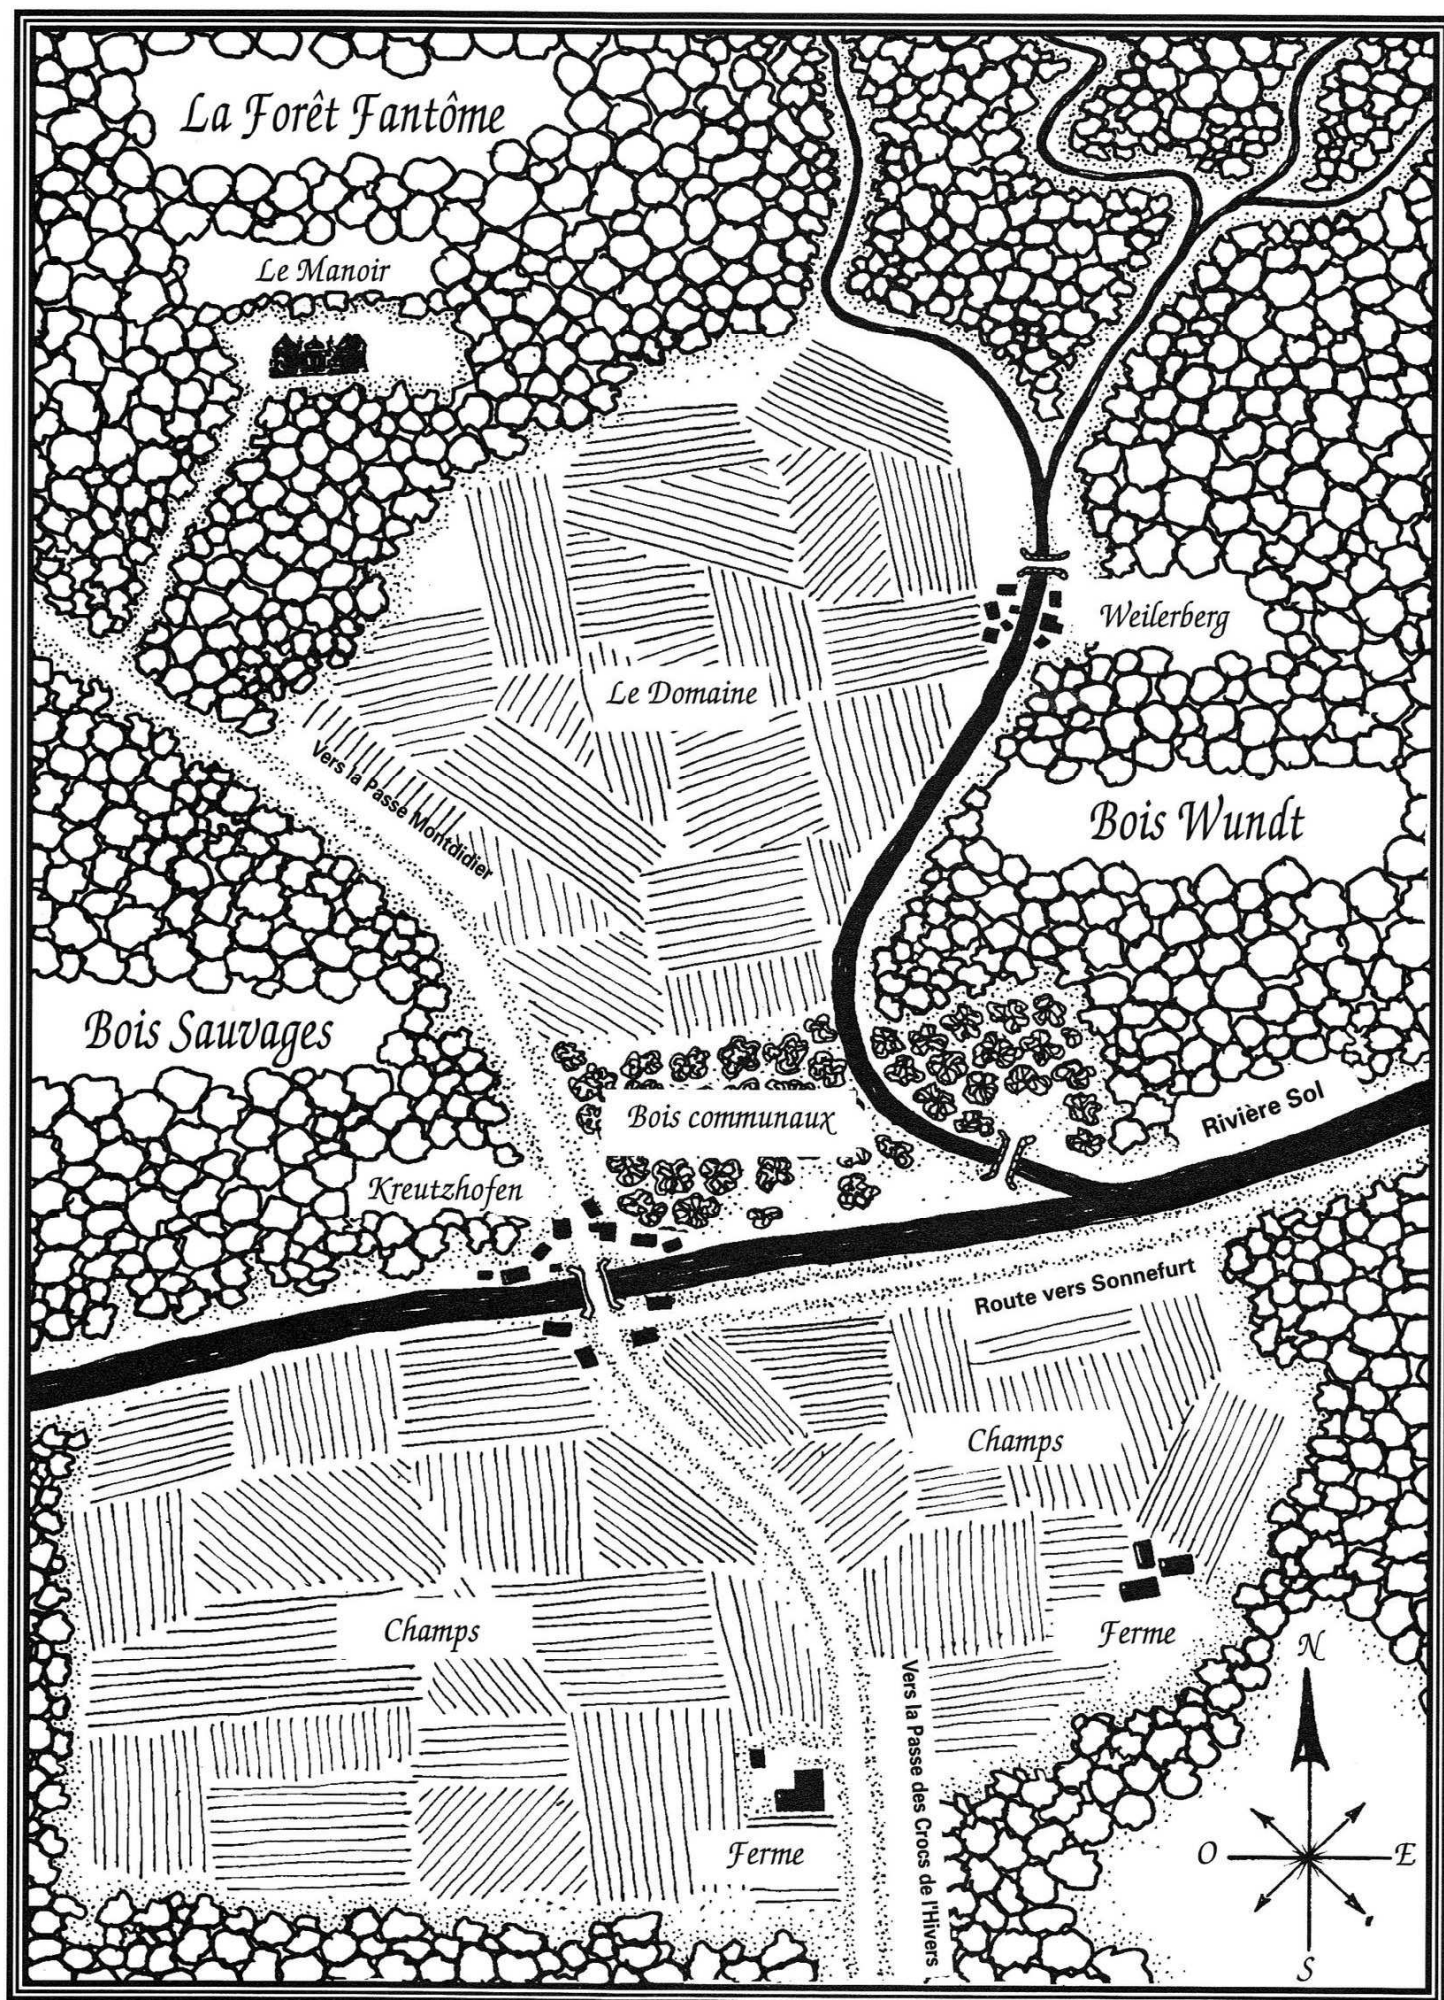 La Forêt Fantôme
Le Manoir
Weilerberg
Le Domaine
Vers la Passe Montdidier
Bois Wundt
Bois Sauvages
Bois communaux
Rivière Sol
Kreutzhofen
Route vers Sonnefurt
Champs
Champs
Ferme
Vers la Passe des Crocs de l'Hivers
Ferme
N
O
E
S